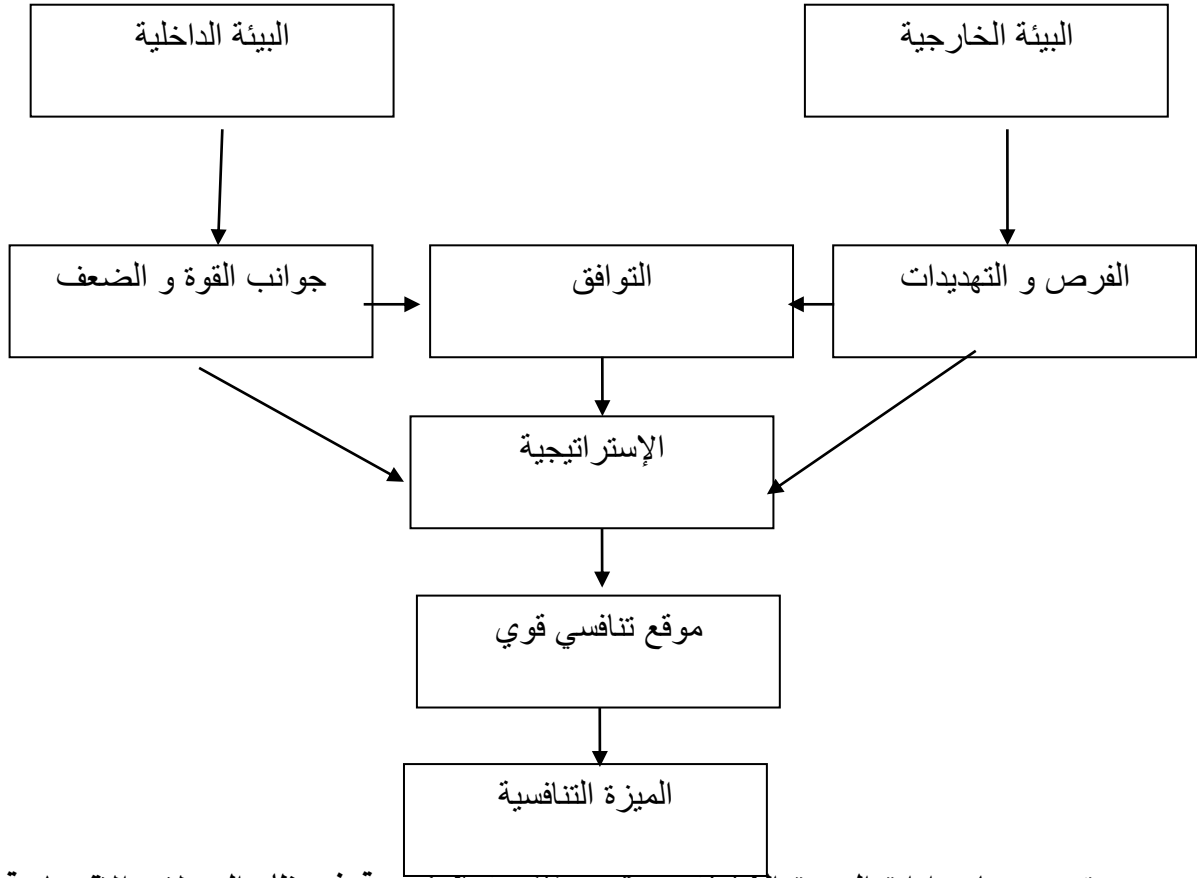 البيئة الخارجية
البيئة الداخلية
الفرص و التهديدات
التوافق
جوانب القوة و الضعف
الإستراتيجية
موقع تنافسي قوي
الميزة التنافسية